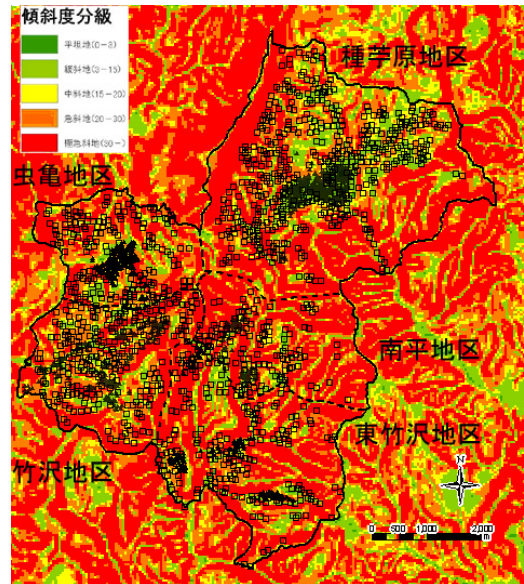 傾斜度分級
平坦地(0-3)
緩斜地(3-15)
中斜地(15-20)
急斜地(20-30)
極急斜地(30-)
種苧原地区
虫亀地区
南平地区
東竹沢地区
竹沢地区
N
0 500 1,000 2,000
m